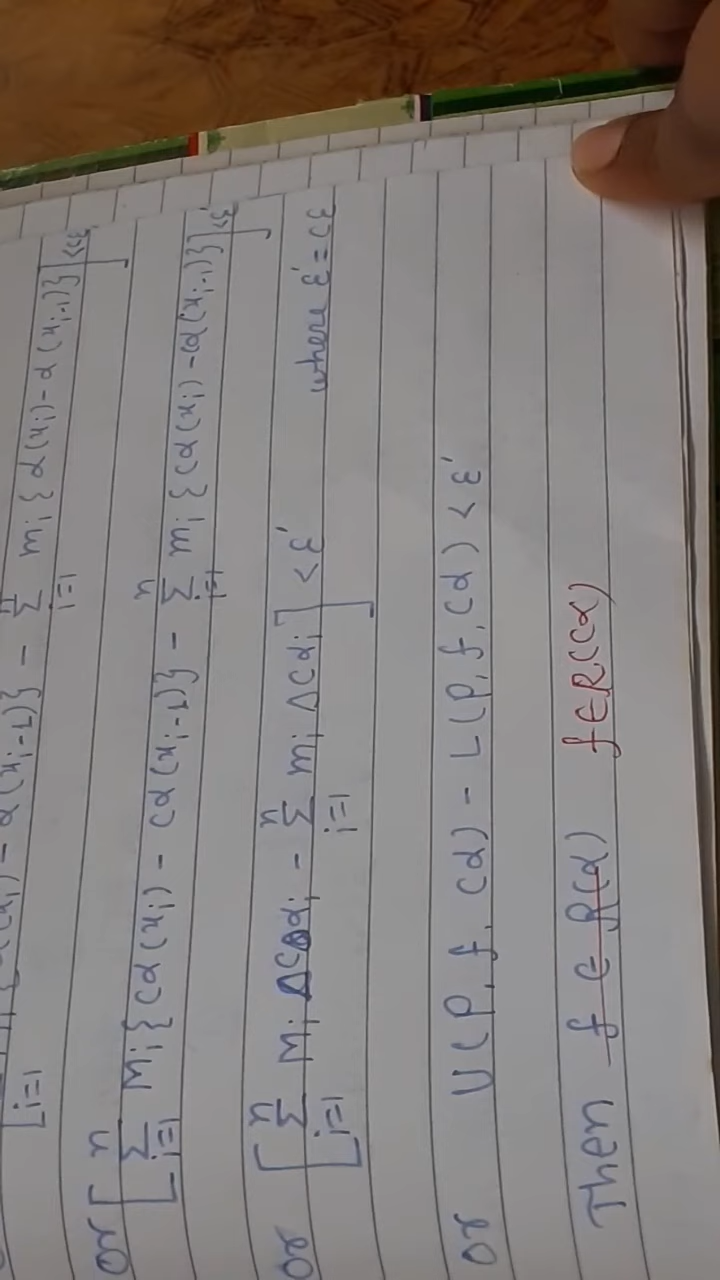 [ Σ_{i=1}^{n} M_i { α(x_i) - α(x_{i-1}) } - Σ_{i=1}^{n} m_i { α(x_i) - α(x_{i-1}) } ] < cε
or [ Σ_{i=1}^{n} M_i { cα(x_i) - cα(x_{i-1}) } - Σ_{i=1}^{n} m_i { cα(x_i) - cα(x_{i-1}) } ] < ε'
or [ Σ_{i=1}^{n} M_i Δcα_i - Σ_{i=1}^{n} m_i Δcα_i ] < ε' where ε' = cε
or U(P, f, cα) - L(P, f, cα) < ε'
Then f ∈ R(α) f∈R(cα)